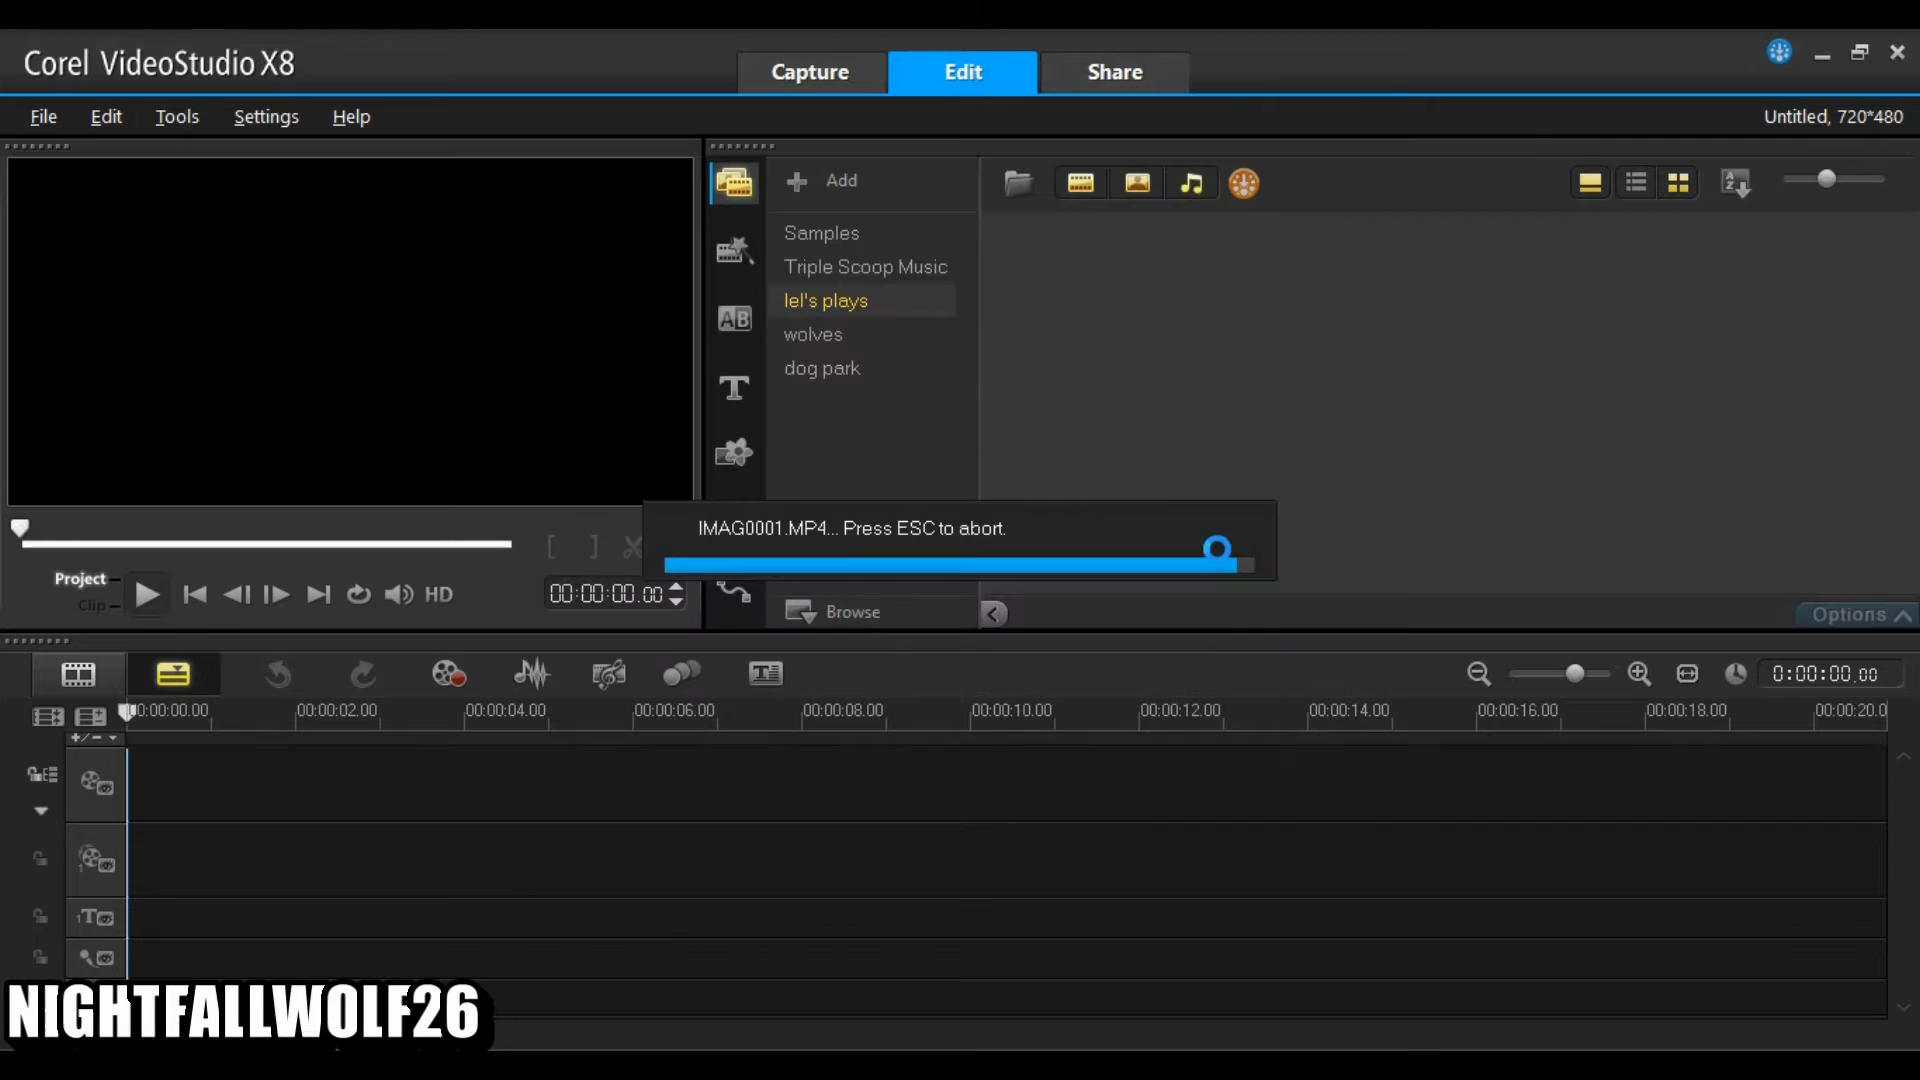 Corel VideoStudio X8
Capture
Edit
Share
File
Edit
Tools
Settings
Help
Untitled, 720*480
Add
Samples
Triple Scoop Music
lel's plays
wolves
dog park
AB
T
IMAG0001.MP4... Press ESC to abort.
Project
Clip
HD
00:00:00.00
Browse
Options
0:00:00.00
00:00:00.00
00:00:02.00
00:00:04.00
00:00:06.00
00:00:08.00
00:00:10.00
00:00:12.00
00:00:14.00
00:00:16.00
00:00:18.00
00:00:20.0
1
1T
NIGHTFALLWOLF26